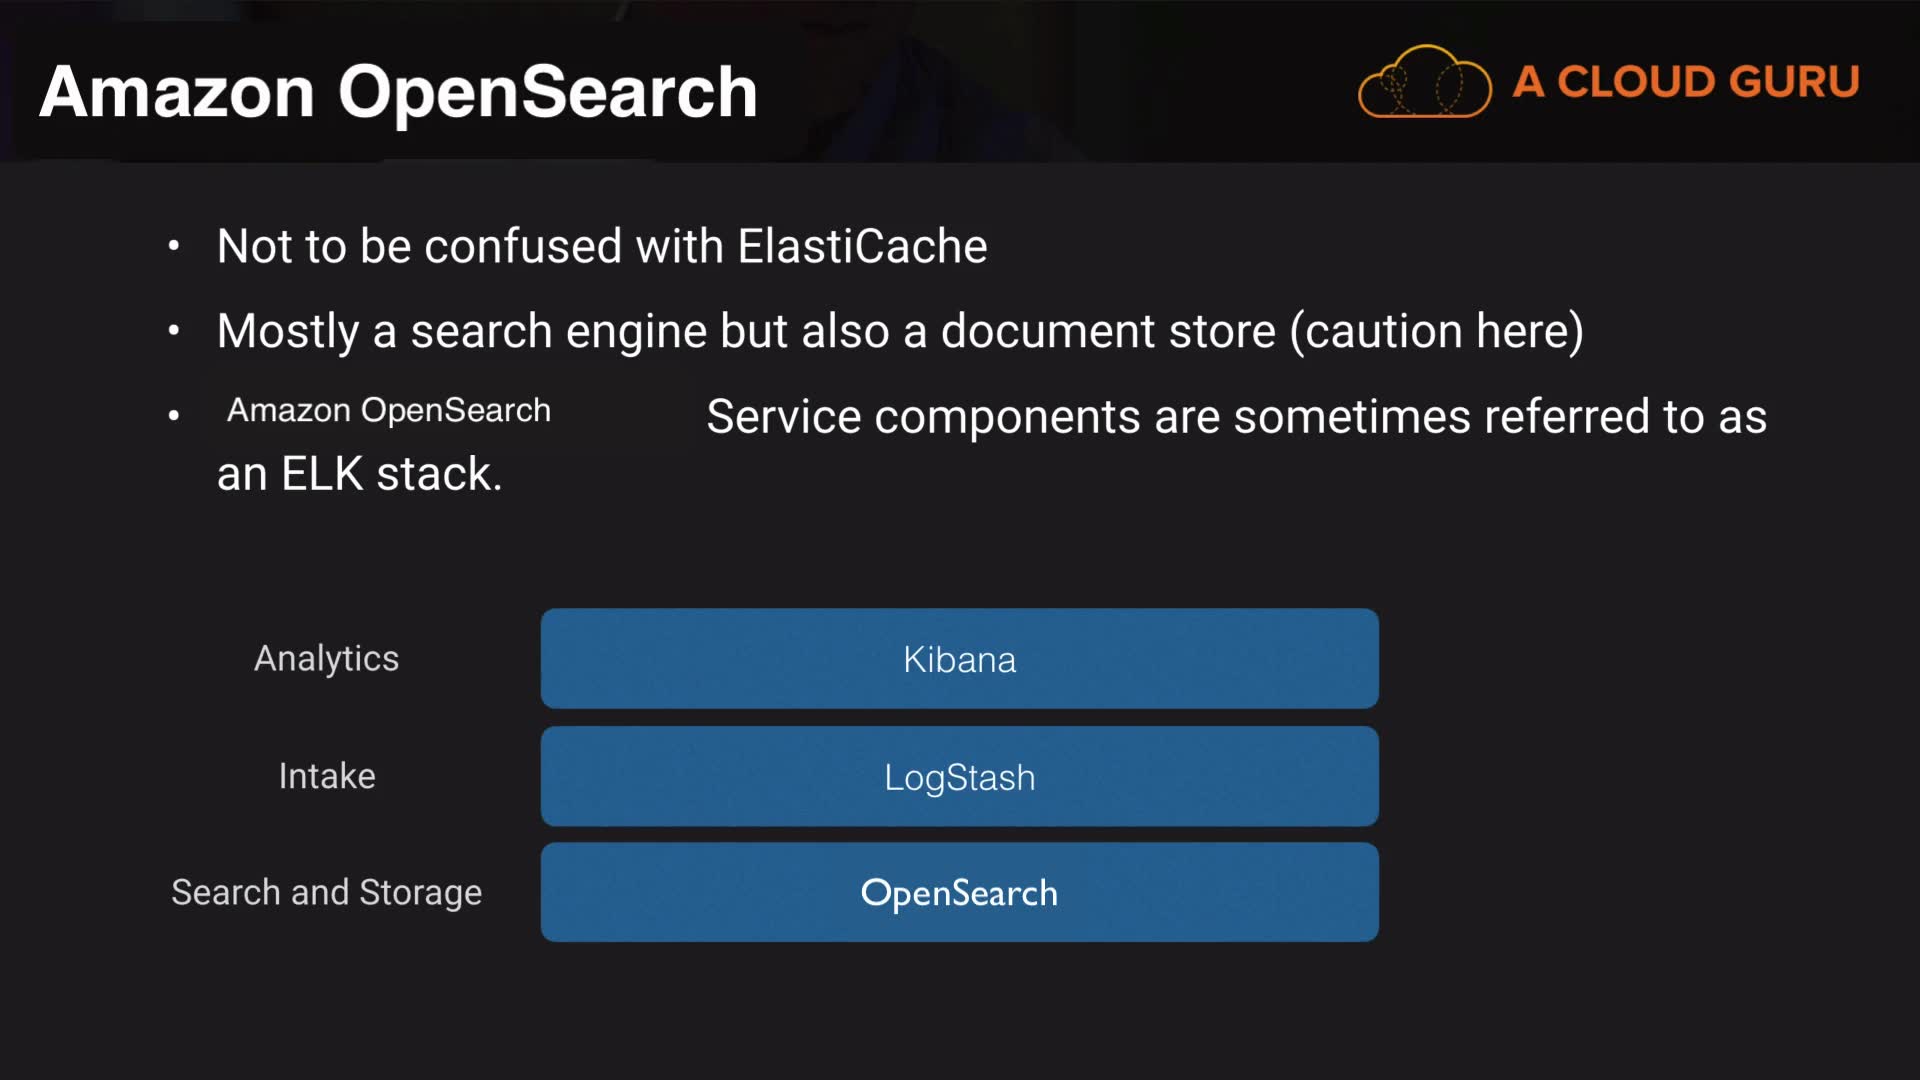 Amazon OpenSearch
A CLOUD GURU
• Not to be confused with ElastiCache
• Mostly a search engine but also a document store (caution here)
• Amazon OpenSearch Service components are sometimes referred to as
an ELK stack.
Analytics
Kibana
Intake
LogStash
Search and Storage
OpenSearch